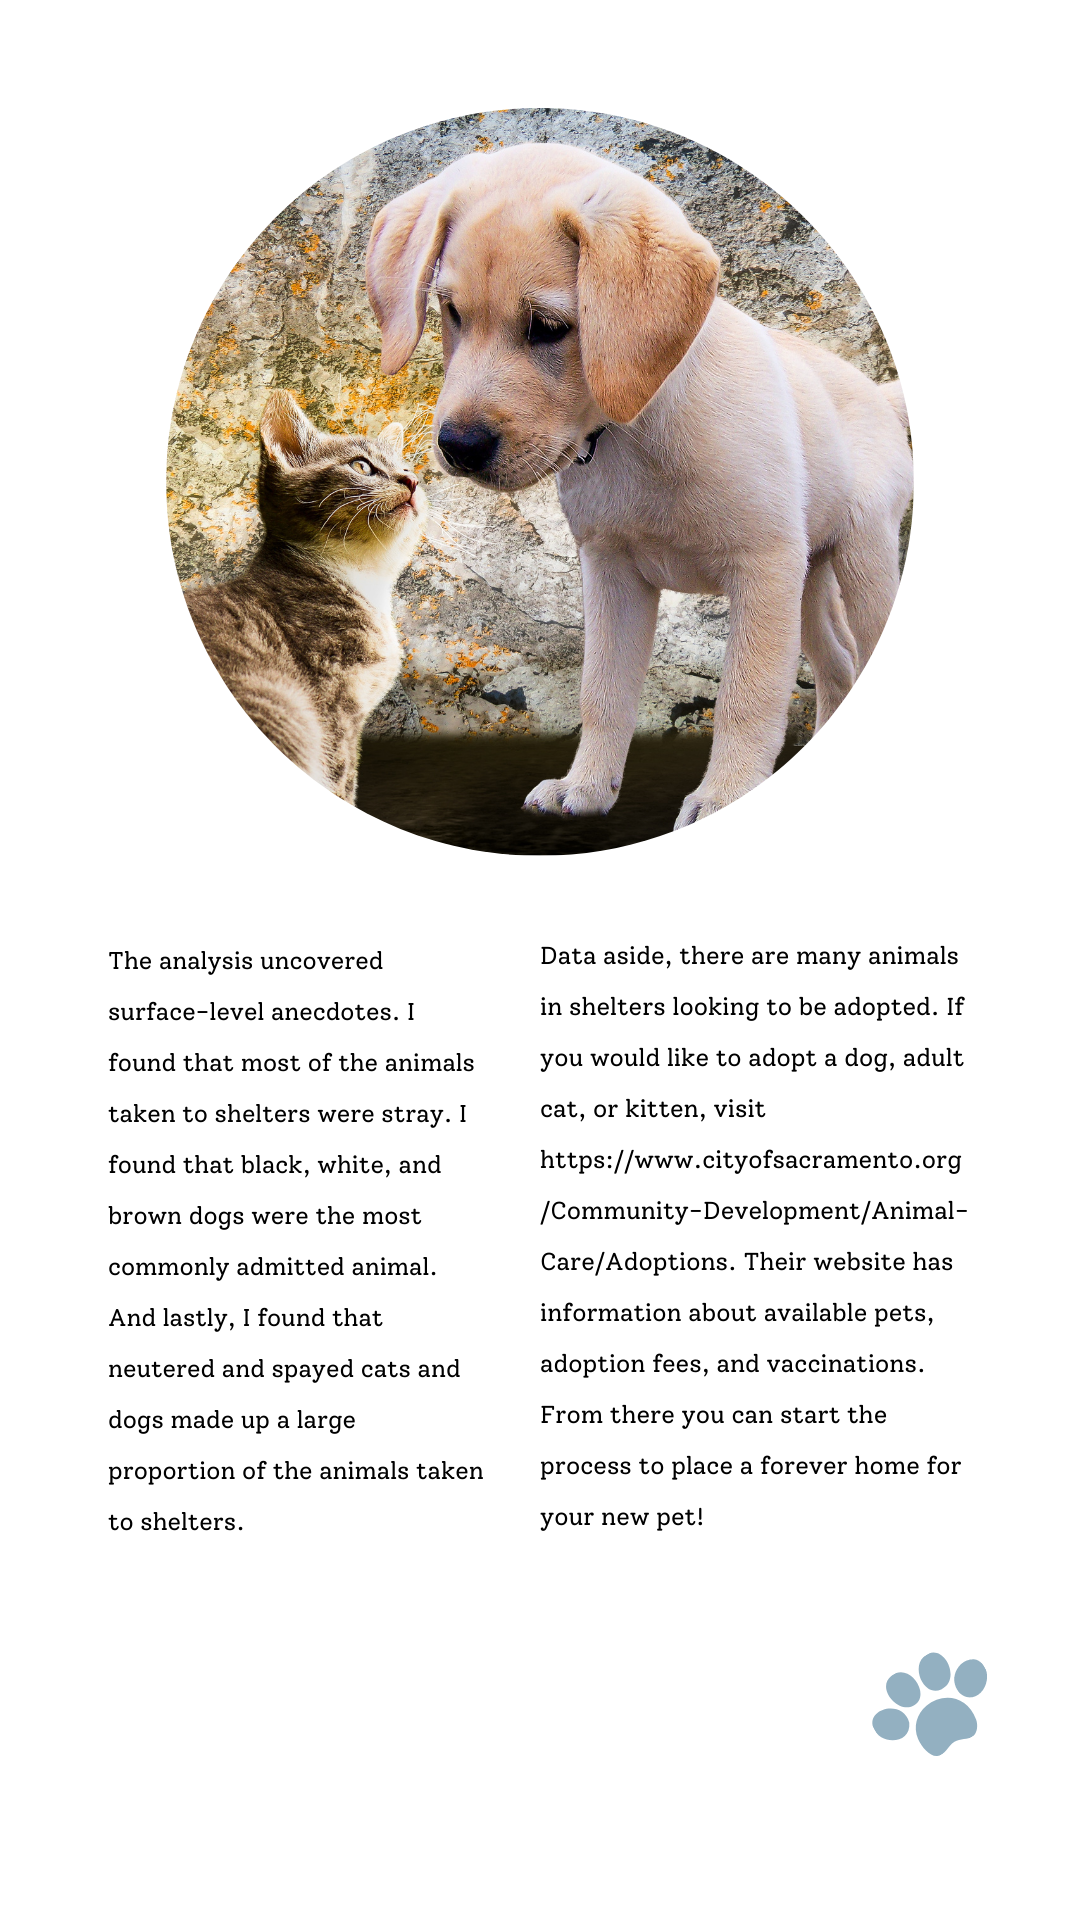 The analysis uncovered
surface-level anecdotes. I
found that most of the animals
taken to shelters were stray. I
found that black, white, and
brown dogs were the most
commonly admitted animal.
And lastly, I found that
neutered and spayed cats and
dogs made up a large
proportion of the animals taken
to shelters.
Data aside, there are many animals
in shelters looking to be adopted. If
you would like to adopt a dog, adult
cat, or kitten, visit
https://www.cityofsacramento.org
/Community-Development/Animal-
Care/Adoptions. Their website has
information about available pets,
adoption fees, and vaccinations.
From there you can start the
process to place a forever home for
your new pet!